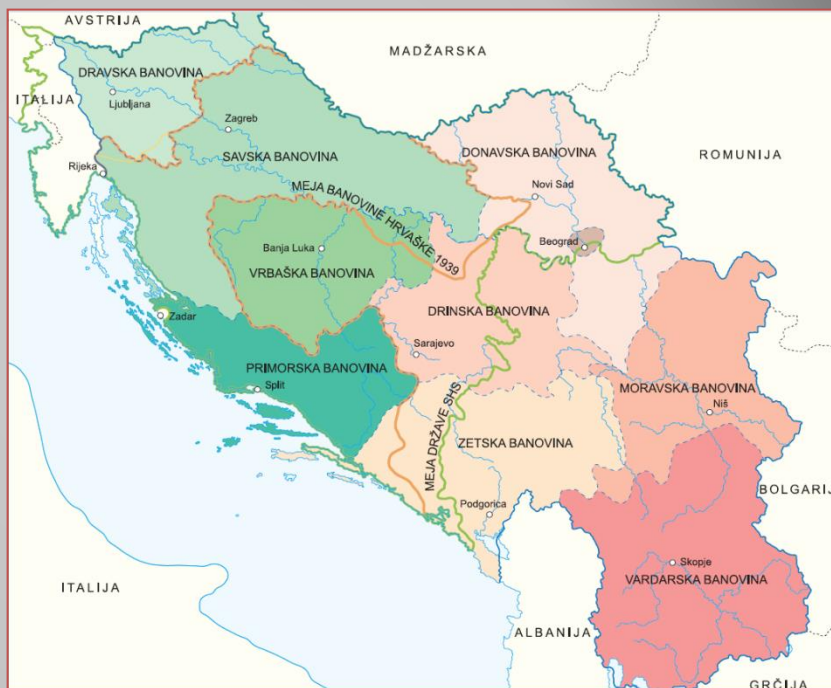 AVSTRIJA
MADŽARSKA
DRAVSKA BANOVINA
Ljubljana
ITALIJA
Zagreb
SAVSKA BANOVINA
DONAVSKA BANOVINA
ROMUNIJA
Rijeka
MEJA BANOVINE HRVAŠKE 1939
Novi Sad
Banja Luka
Beograd
VRBAŠKA BANOVINA
DRINSKA BANOVINA
Zadar
Sarajevo
PRIMORSKA BANOVINA
Split
MORAVSKA BANOVINA
Niš
MEJA DRŽAVE SHS
ZETSKA BANOVINA
Podgorica
BOLGARIJ
Skopje
VARDARSKA BANOVINA
ITALIJA
ALBANIJA
GRČIJA